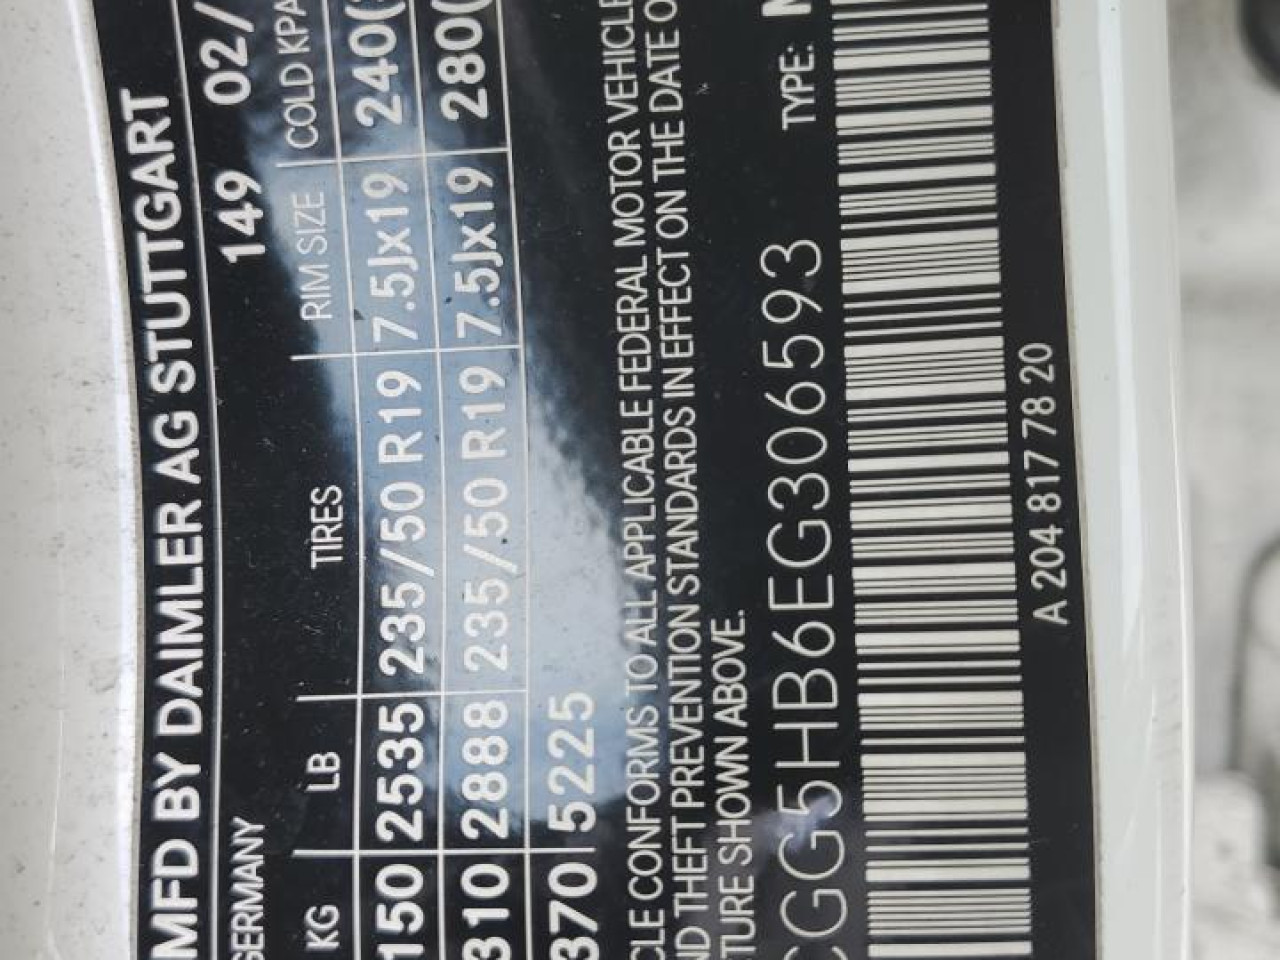 MFD BY DAIMLER AG STUTTGART
GERMANY 149 02/
KG LB TIRES RIM SIZE COLD KPA
150 2535 235/50 R19 7.5Jx19 240(
310 2888 235/50 R19 7.5Jx19 280(
370 5225
CLE CONFORMS TO ALL APPLICABLE FEDERAL MOTOR VEHICLE
ND THEFT PREVENTION STANDARDS IN EFFECT ON THE DATE O
TURE SHOWN ABOVE.
CGG5HB6EG306593 TYPE:
A 204 817 78 20